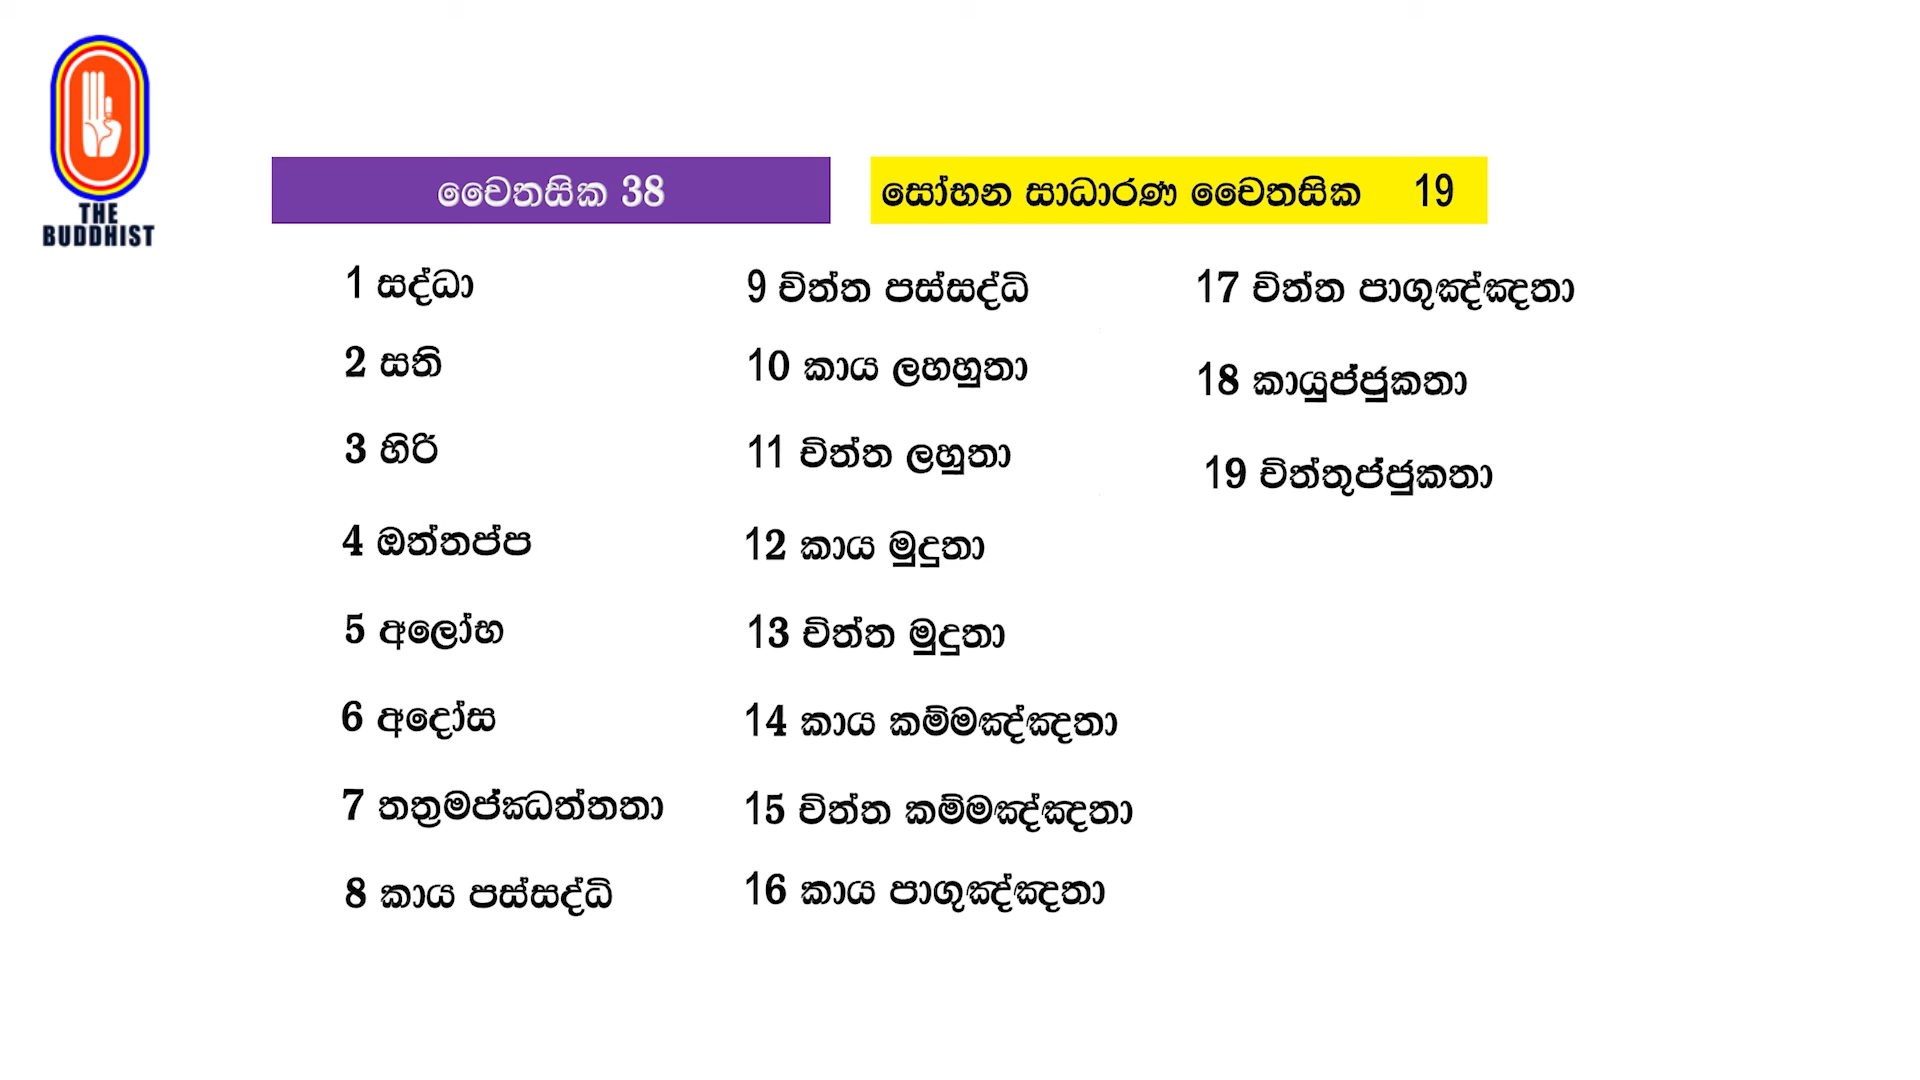 THE
BUDDHIST
චෛතසික 38
සෝභන සාධාරණ චෛතසික 19
1 සද්ධා
2 සති
3 හිරි
4 ඔත්තප්ප
5 අලෝභ
6 අදෝස
7 තත්‍රමජ්ඣත්තතා
8 කාය පස්සද්ධි
9 චිත්ත පස්සද්ධි
10 කාය ලහහුතා
11 චිත්ත ලහුතා
12 කාය මුදුතා
13 චිත්ත මුදුතා
14 කාය කම්මඤ්ඤතා
15 චිත්ත කම්මඤ්ඤතා
16 කාය පාගුඤ්ඤතා
17 චිත්ත පාගුඤ්ඤතා
18 කායුජ්ජුකතා
19 චිත්තුජ්ජුකතා